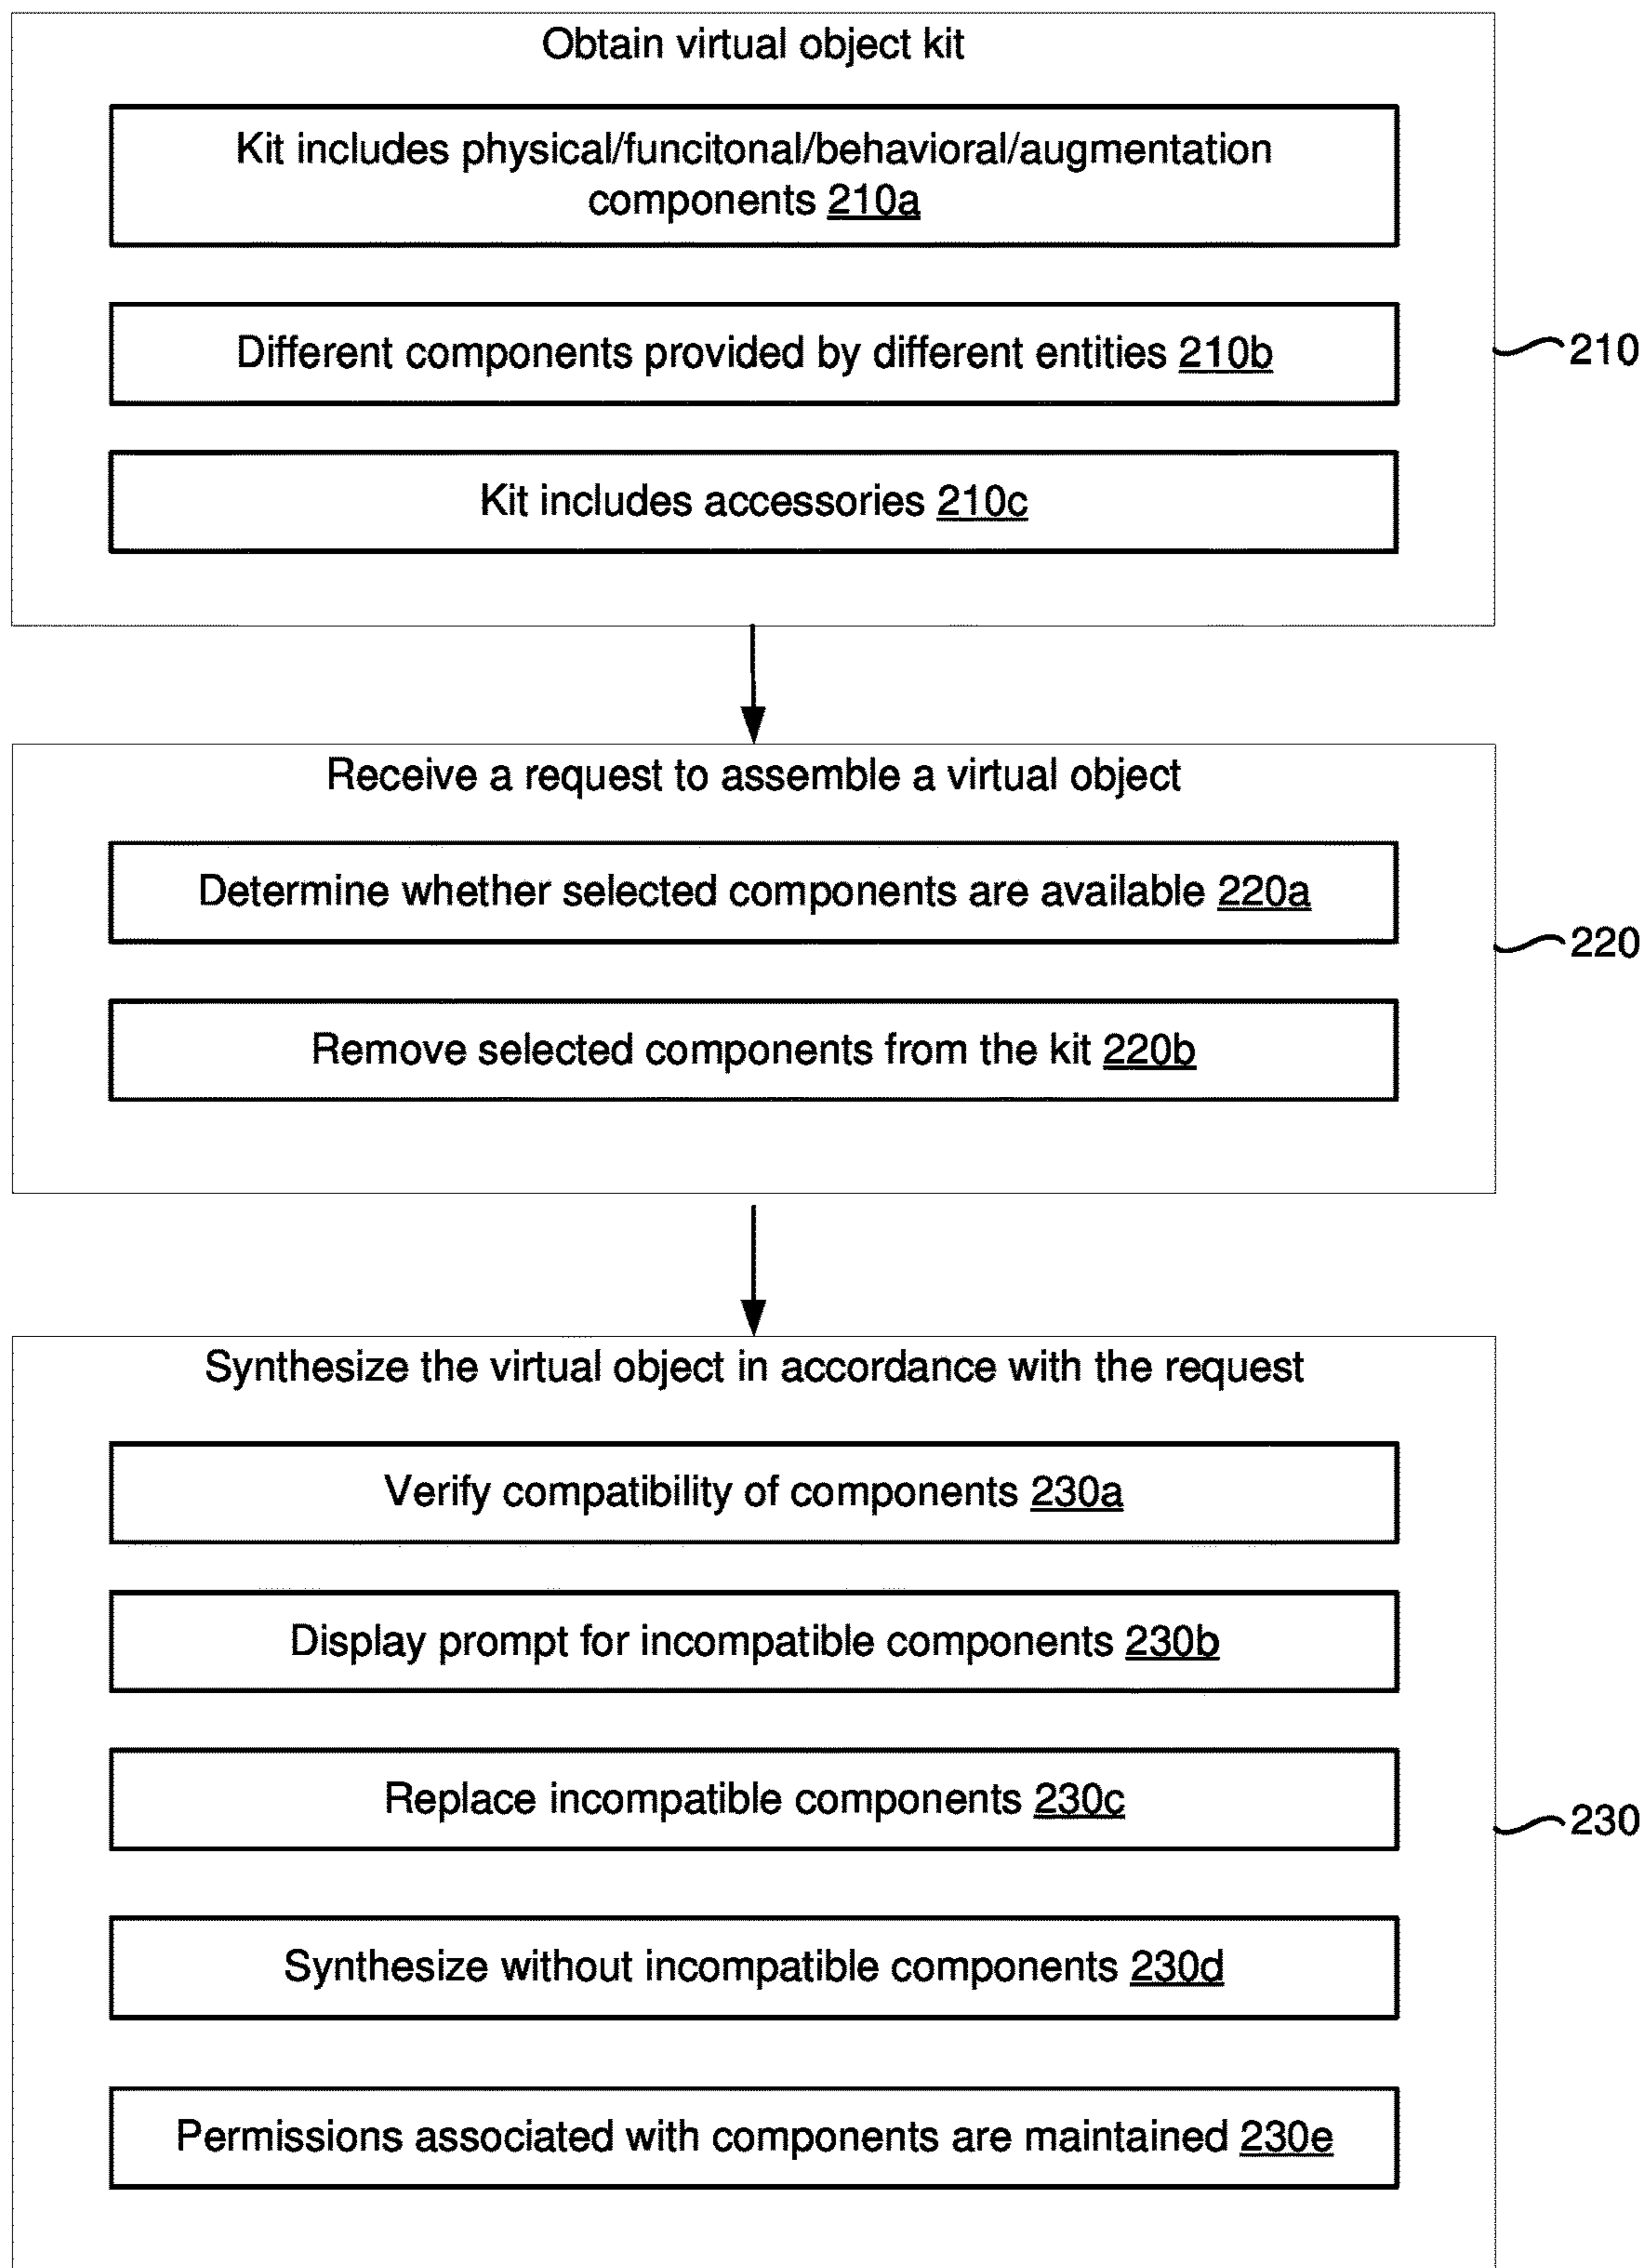 Obtain virtual object kit
Kit includes physical/funcitonal/behavioral/augmentation
components 210a
Different components provided by different entities 210b
210
Kit includes accessories 210c
Receive a request to assemble a virtual object
Determine whether selected components are available 220a
220
Remove selected components from the kit 220b
Synthesize the virtual object in accordance with the request
Verify compatibility of components 230a
Display prompt for incompatible components 230b
Replace incompatible components 230c
230
Synthesize without incompatible components 230d
Permissions associated with components are maintained 230e